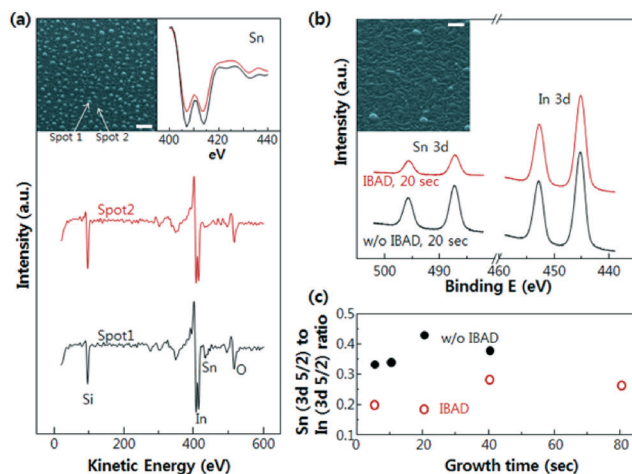 (a)
Sn
Spot 1 Spot 2
400 420 440
eV
Spot2
Spot1
Si
Sn
In
O
Intensity (a.u.)
0 200 400 600
Kinetic Energy (eV)
(b)
In 3d
Sn 3d
IBAD, 20 sec
w/o IBAD, 20 sec
Intensity (a.u.)
500 490 480 450 440
Binding E (eV)
(c)
w/o IBAD
IBAD
Sn (3d 5/2) to
In (3d 5/2) ratio
0.5
0.4
0.3
0.2
0.1
0 20 40 60 80
Growth time (sec)